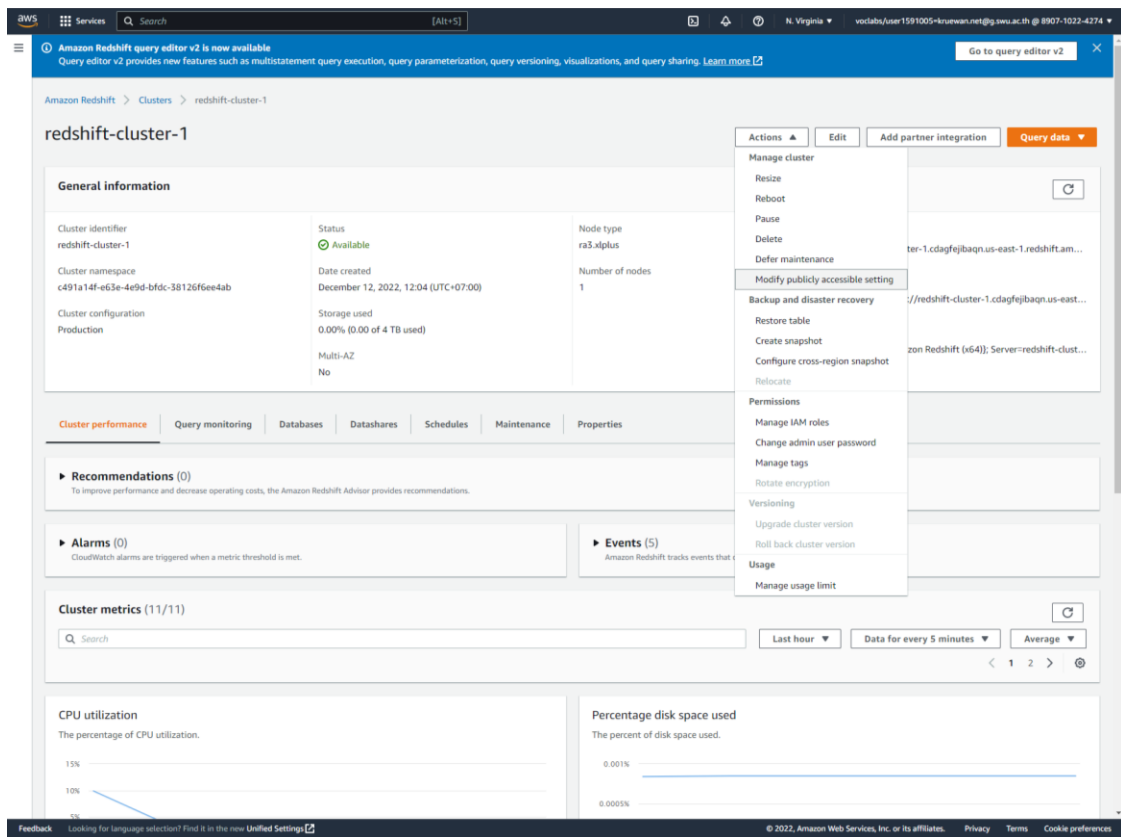 aws Services Search [Alt+S] N. Virginia ▼ voclabs/user1591005=kruewan.net@g.swu.ac.th @ 8907-1022-4274 ▼
Amazon Redshift query editor v2 is now available
Query editor v2 provides new features such as multistatement query execution, query parameterization, query versioning, visualizations, and query sharing. Learn more
Go to query editor v2
Amazon Redshift > Clusters > redshift-cluster-1
redshift-cluster-1
Actions ▲ Edit Add partner integration Query data ▼
Manage cluster
Resize
Reboot
Pause
Delete
Defer maintenance
Modify publicly accessible setting
Backup and disaster recovery
Restore table
Create snapshot
Configure cross-region snapshot
Relocate
Permissions
Manage IAM roles
Change admin user password
Manage tags
Rotate encryption
Versioning
Upgrade cluster version
Roll back cluster version
Usage
Manage usage limit
General information
Cluster identifier
redshift-cluster-1
Cluster namespace
c491a14f-e63e-4e9d-bfdc-38126f6ee4ab
Cluster configuration
Production
Status
Available
Date created
December 12, 2022, 12:04 (UTC+07:00)
Storage used
0.00% (0.00 of 4 TB used)
Multi-AZ
No
Node type
ra3.xlplus
Number of nodes
1
ter-1.cdagfejibaqn.us-east-1.redshift.am...
://redshift-cluster-1.cdagfejibaqn.us-east...
zon Redshift (x64)}; Server=redshift-clust...
Cluster performance Query monitoring Databases Datashares Schedules Maintenance Properties
Recommendations (0)
To improve performance and decrease operating costs, the Amazon Redshift Advisor provides recommendations.
Alarms (0)
CloudWatch alarms are triggered when a metric threshold is met.
Events (5)
Amazon Redshift tracks events that
Cluster metrics (11/11)
Search Last hour ▼ Data for every 5 minutes ▼ Average ▼
< 1 2 >
CPU utilization
The percentage of CPU utilization.
15%
10%
5%
Percentage disk space used
The percent of disk space used.
0.001%
0.0005%
Feedback Looking for language selection? Find it in the new Unified Settings © 2022, Amazon Web Services, Inc. or its affiliates. Privacy Terms Cookie preferences